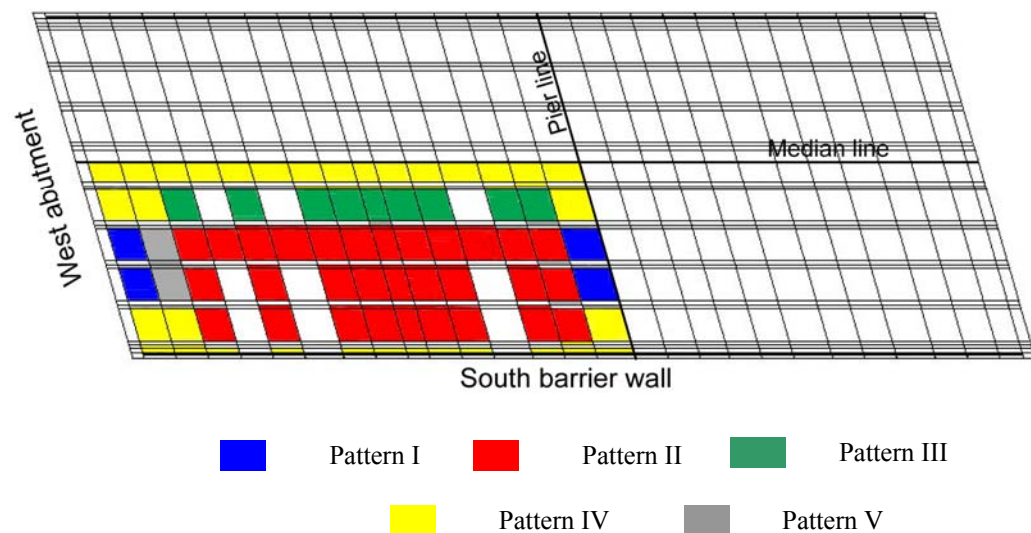 Pier line
Median line
West abutment
South barrier wall
Pattern I
Pattern II
Pattern III
Pattern IV
Pattern V